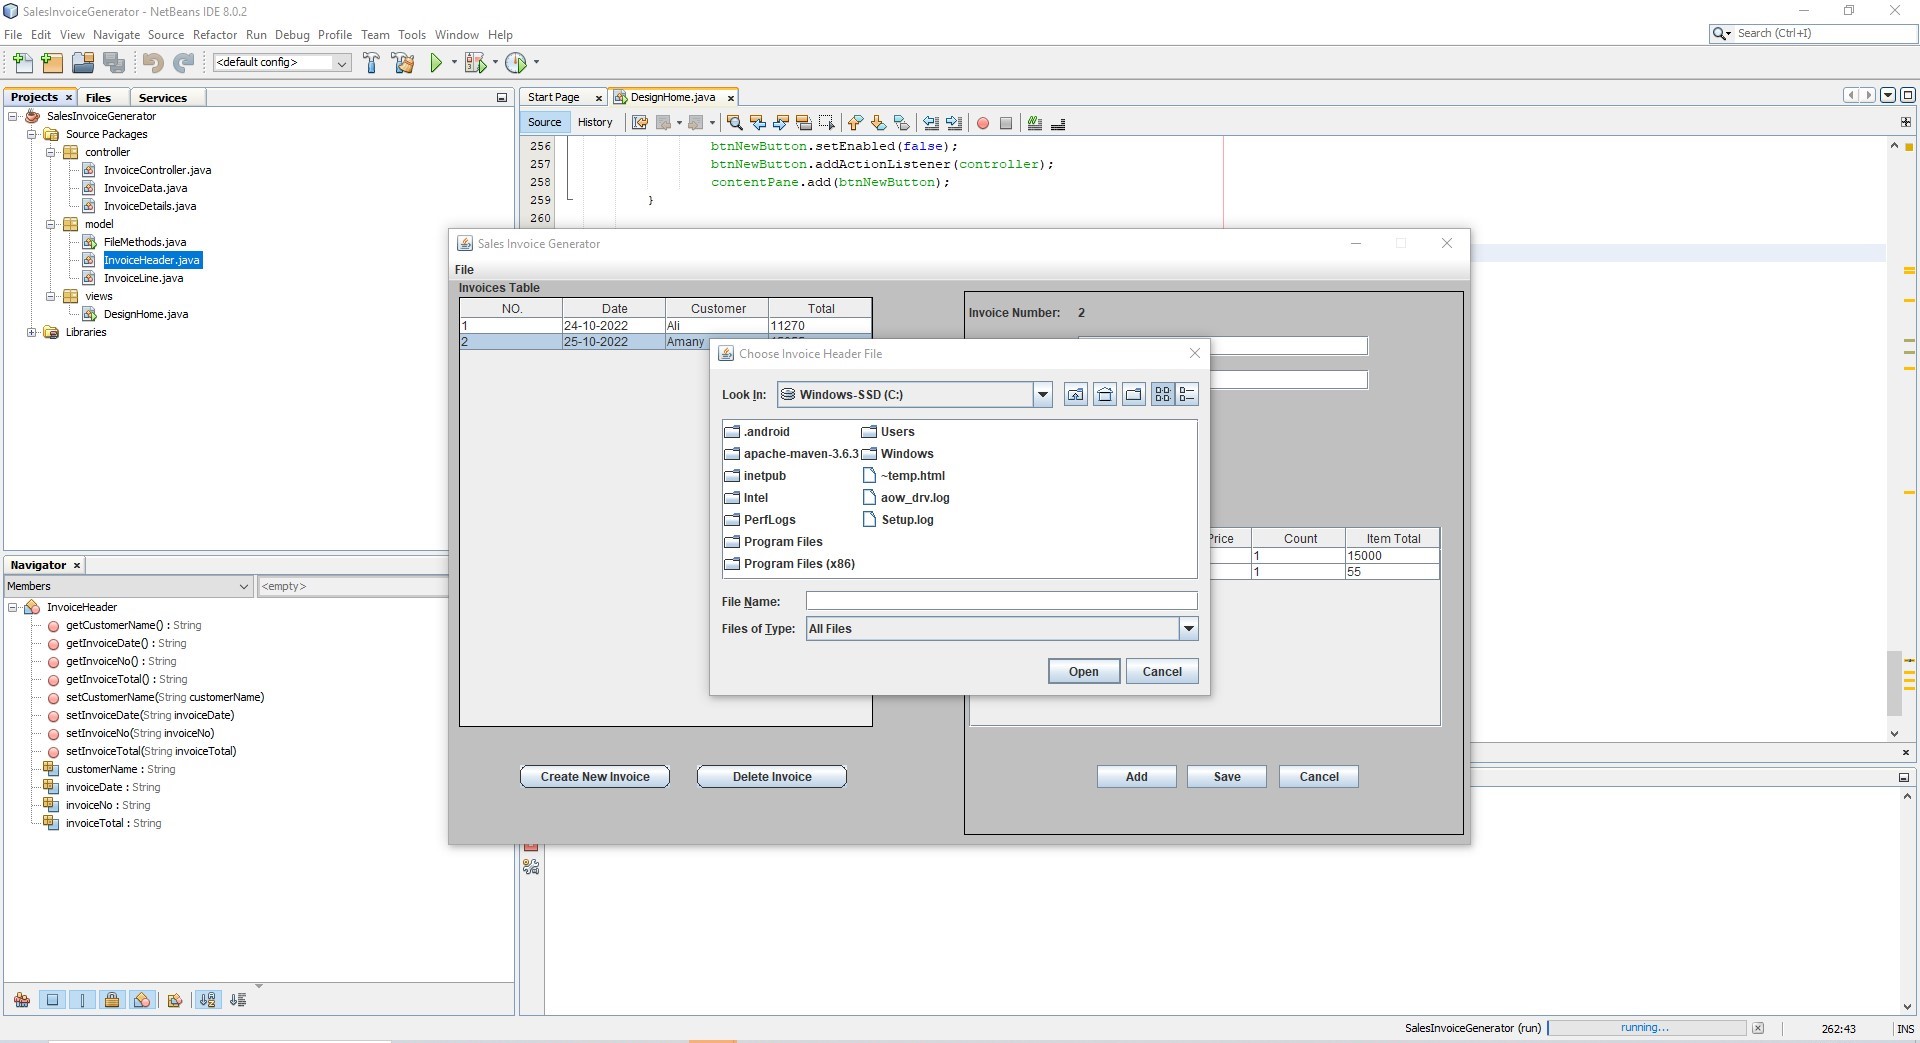 SalesInvoiceGenerator - NetBeans IDE 8.0.2
File Edit View Navigate Source Refactor Run Debug Profile Team Tools Window Help
Search (Ctrl+I)
<default config>
Projects Files Services
SalesInvoiceGenerator
Source Packages
controller
InvoiceController.java
InvoiceData.java
InvoiceDetails.java
model
FileMethods.java
InvoiceHeader.java
InvoiceLine.java
views
DesignHome.java
Libraries
Start Page DesignHome.java
Source History
256 btnNewButton.setEnabled(false);
257 btnNewButton.addActionListener(controller);
258 contentPane.add(btnNewButton);
259 }
260
Sales Invoice Generator
File
Invoices Table
NO. Date Customer Total
1 24-10-2022 Ali 11270
2 25-10-2022 Amany
Invoice Number: 2
Choose Invoice Header File
Look In: Windows-SSD (C:)
.android
apache-maven-3.6.3
inetpub
Intel
PerfLogs
Program Files
Program Files (x86)
Users
Windows
~temp.html
aow_drv.log
Setup.log
File Name:
Files of Type: All Files
Open Cancel
Price Count Item Total
1 15000
1 55
Create New Invoice Delete Invoice
Add Save Cancel
Navigator
Members <empty>
InvoiceHeader
getCustomerName() : String
getInvoiceDate() : String
getInvoiceNo() : String
getInvoiceTotal() : String
setCustomerName(String customerName)
setInvoiceDate(String invoiceDate)
setInvoiceNo(String invoiceNo)
setInvoiceTotal(String invoiceTotal)
customerName : String
invoiceDate : String
invoiceNo : String
invoiceTotal : String
SalesInvoiceGenerator (run) running... 262:43 INS